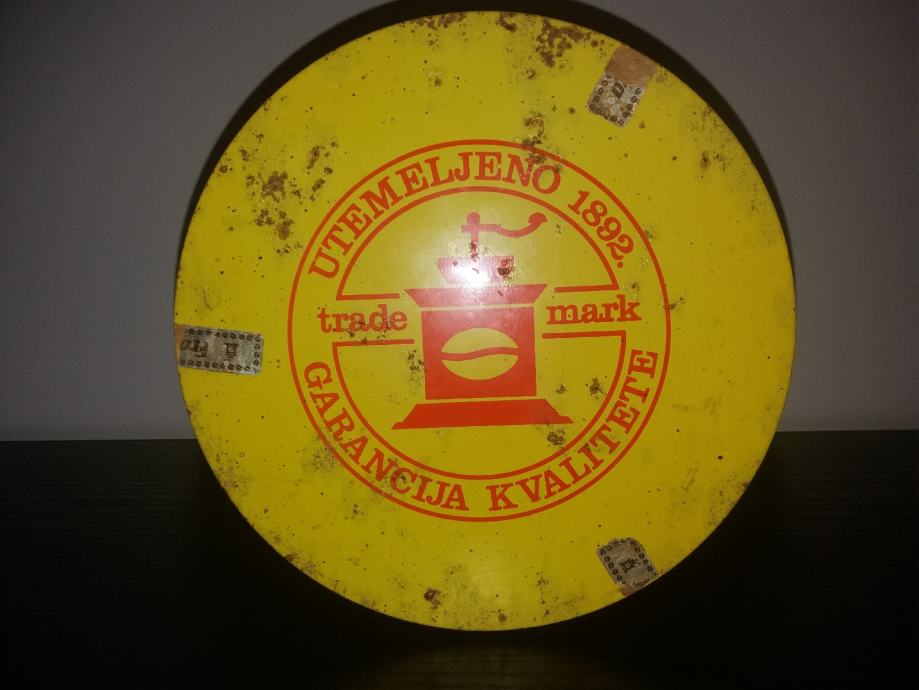 UTEMELJENO 1892.
trade mark
GARANCIJA KVALITETE